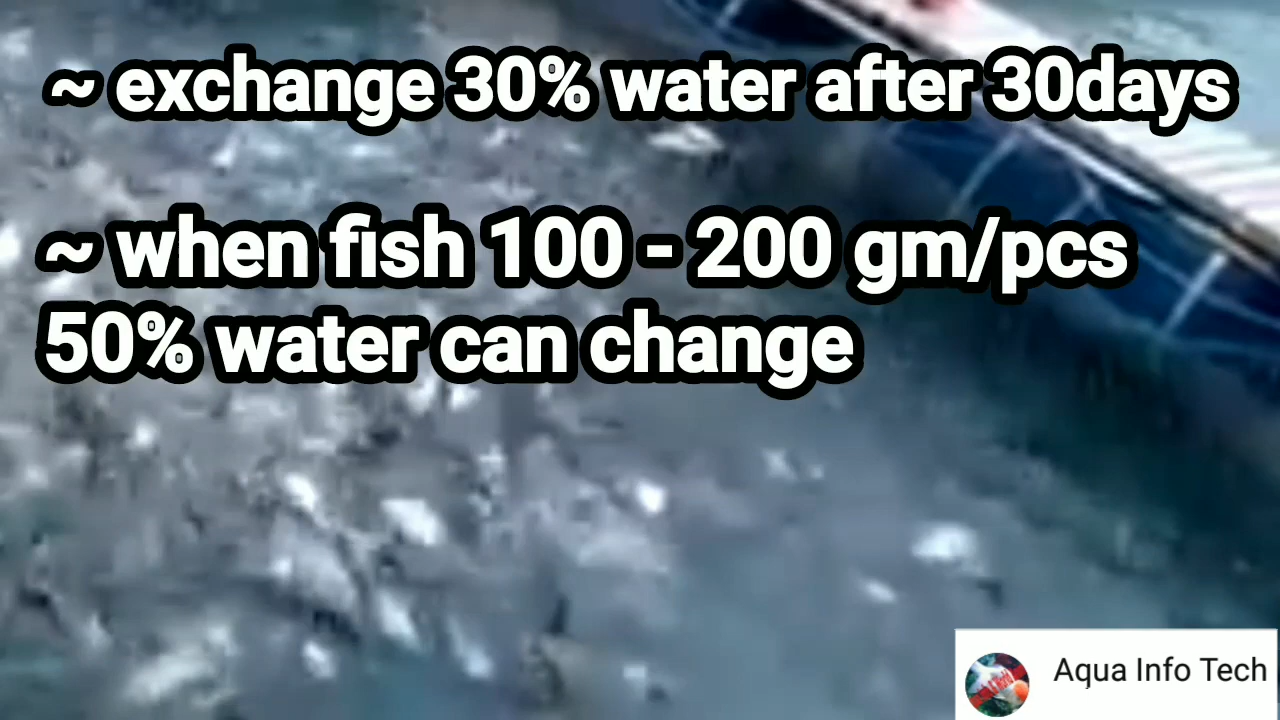 ~ exchange 30% water after 30days
~ when fish 100 - 200 gm/pcs
50% water can change
Aqua Info Tech